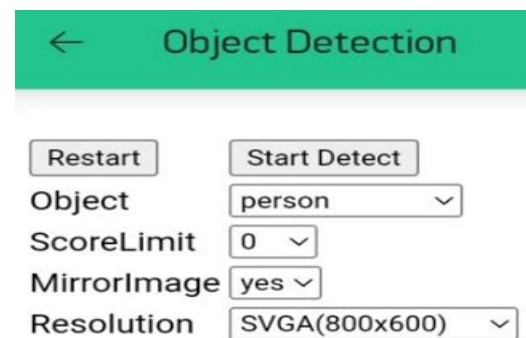 Object Detection
Restart Start Detect
Object person
ScoreLimit 0
MirrorImage yes
Resolution SVGA(800x600)